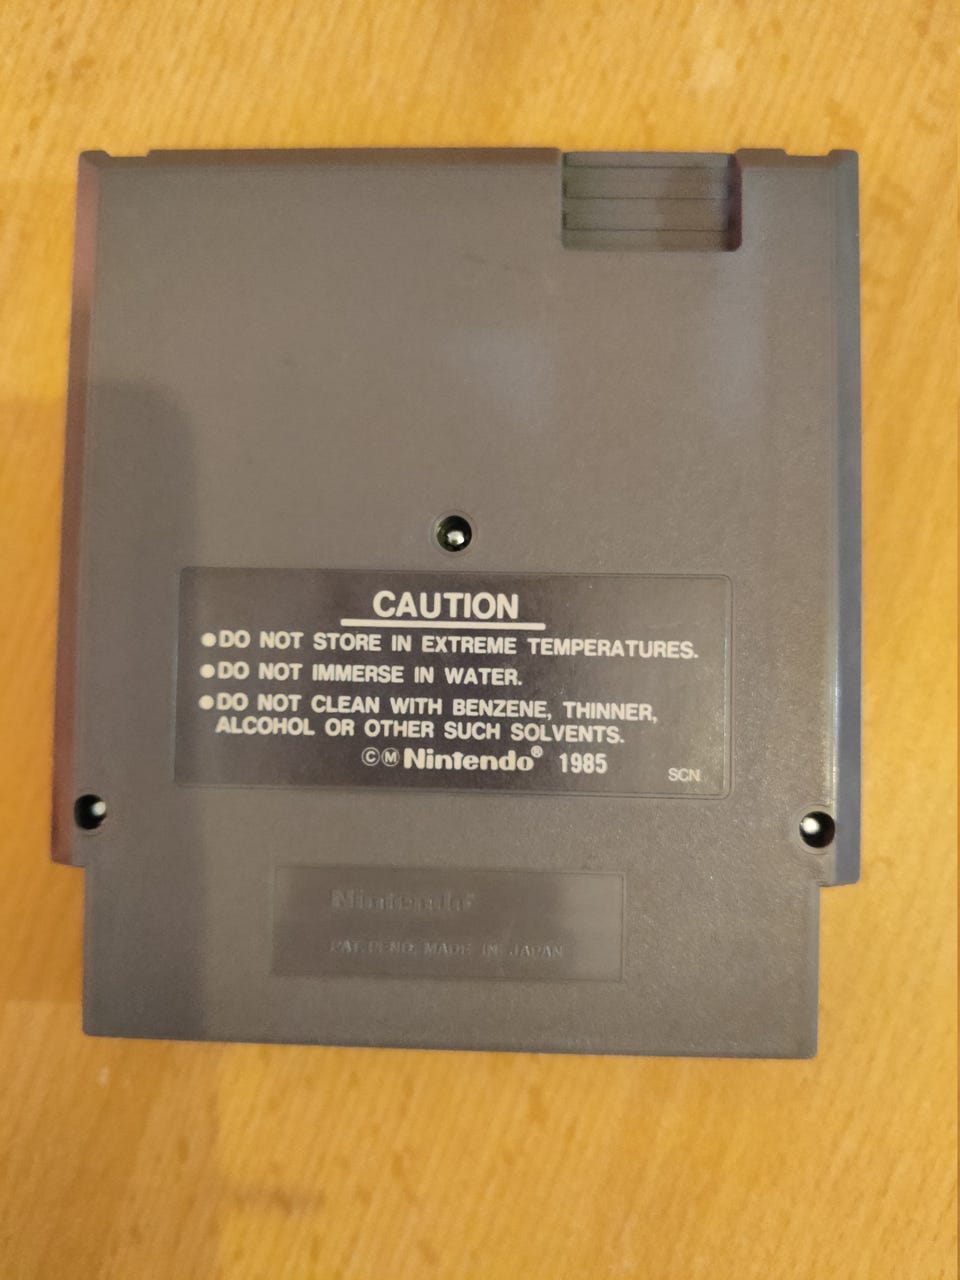 CAUTION
●DO NOT STORE IN EXTREME TEMPERATURES.
●DO NOT IMMERSE IN WATER.
●DO NOT CLEAN WITH BENZENE, THINNER,
ALCOHOL OR OTHER SUCH SOLVENTS.
©Ⓜ Nintendo® 1985
SCN
Nintendo®
PAT. PEND. MADE IN JAPAN